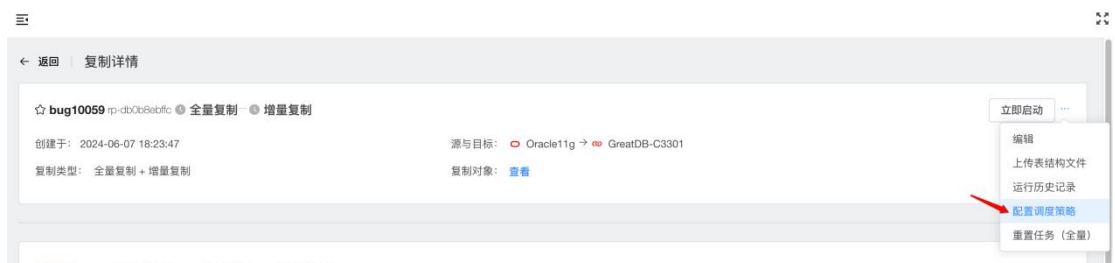 ← 返回 | 复制详情
☆ bug10059 rp-db0b8ebffc 全量复制 — 增量复制
立即启动 ...
创建于： 2024-06-07 18:23:47 源与目标： Oracle11g → GreatDB-C3301
复制类型： 全量复制 + 增量复制 复制对象： 查看
编辑
上传表结构文件
运行历史记录
配置调度策略
重置任务（全量）